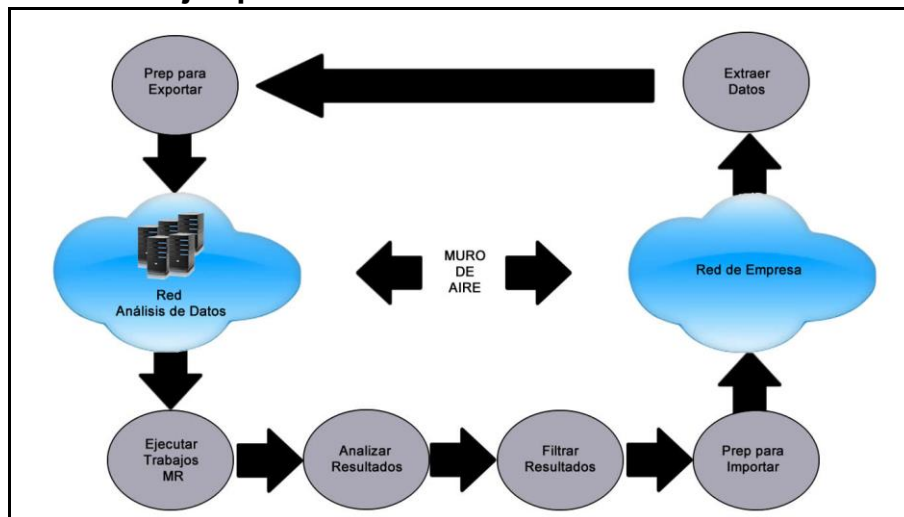 Prep para
Exportar
Extraer
Datos
MURO
DE
AIRE
Red de Empresa
Red
Análisis de Datos
Ejecutar
Trabajos
MR
Analizar
Resultados
Filtrar
Resultados
Prep para
Importar